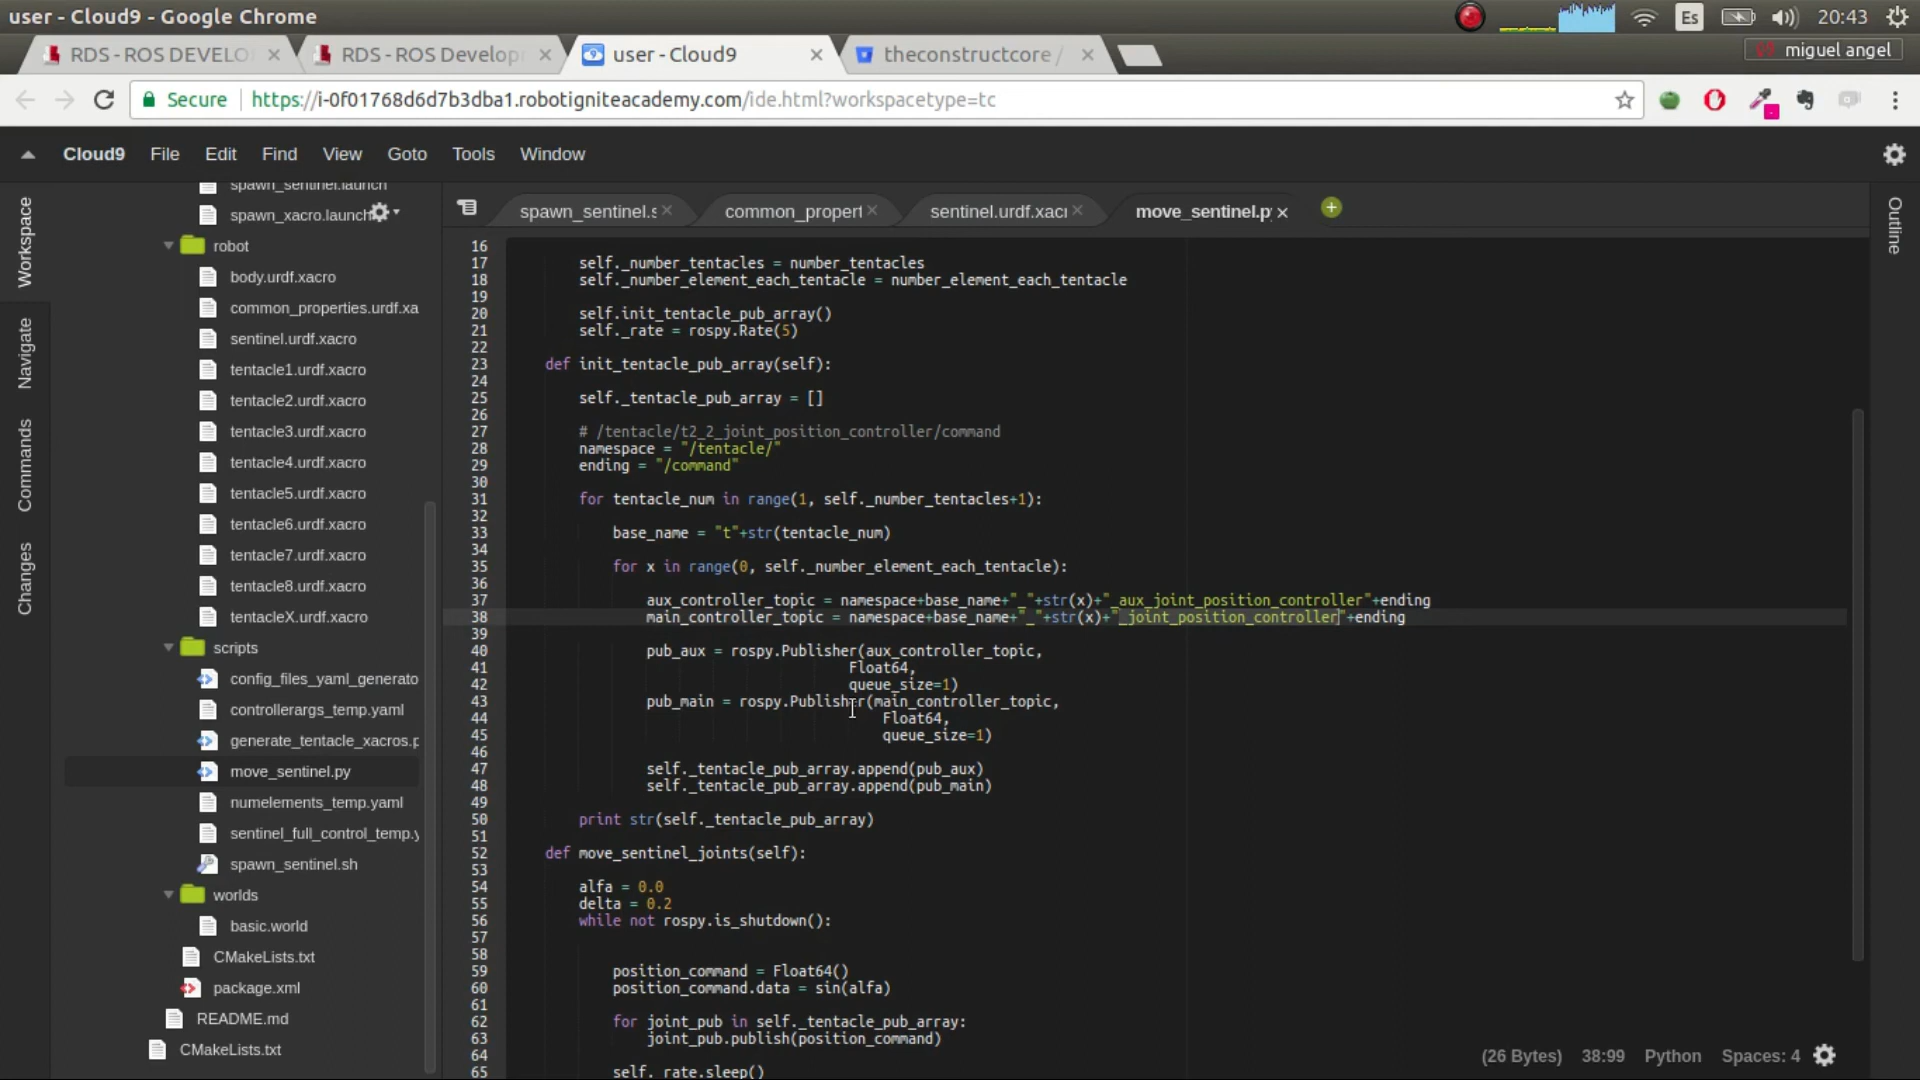 user - Cloud9 - Google Chrome
Es
20:43
RDS - ROS DEVELO
RDS - ROS Develop
user - Cloud9
theconstructcore /
miguel angel
Secure
https://i-0f01768d6d7b3dba1.robotigniteacademy.com/ide.html?workspacetype=tc
Cloud9 File Edit Find View Goto Tools Window
Workspace
Navigate
Commands
Changes
Outline
spawn_sentinel.launch
spawn_xacro.launch
robot
body.urdf.xacro
common_properties.urdf.xa
sentinel.urdf.xacro
tentacle1.urdf.xacro
tentacle2.urdf.xacro
tentacle3.urdf.xacro
tentacle4.urdf.xacro
tentacle5.urdf.xacro
tentacle6.urdf.xacro
tentacle7.urdf.xacro
tentacle8.urdf.xacro
tentacleX.urdf.xacro
scripts
config_files_yaml_generato
controllerargs_temp.yaml
generate_tentacle_xacros.p
move_sentinel.py
numelements_temp.yaml
sentinel_full_control_temp.y
spawn_sentinel.sh
worlds
basic.world
CMakeLists.txt
package.xml
README.md
CMakeLists.txt
spawn_sentinel.s
common_propert
sentinel.urdf.xacı
move_sentinel.py
16
17 self._number_tentacles = number_tentacles
18 self._number_element_each_tentacle = number_element_each_tentacle
19
20 self.init_tentacle_pub_array()
21 self._rate = rospy.Rate(5)
22
23 def init_tentacle_pub_array(self):
24
25 self._tentacle_pub_array = []
26
27 # /tentacle/t2_2_joint_position_controller/command
28 namespace = "/tentacle/"
29 ending = "/command"
30
31 for tentacle_num in range(1, self._number_tentacles+1):
32
33 base_name = "t"+str(tentacle_num)
34
35 for x in range(0, self._number_element_each_tentacle):
36
37 aux_controller_topic = namespace+base_name+"_"+str(x)+"_aux_joint_position_controller"+ending
38 main_controller_topic = namespace+base_name+"_"+str(x)+"_joint_position_controller"+ending
39
40 pub_aux = rospy.Publisher(aux_controller_topic,
41 Float64,
42 queue_size=1)
43 pub_main = rospy.Publisher(main_controller_topic,
44 Float64,
45 queue_size=1)
46
47 self._tentacle_pub_array.append(pub_aux)
48 self._tentacle_pub_array.append(pub_main)
49
50 print str(self._tentacle_pub_array)
51
52 def move_sentinel_joints(self):
53
54 alfa = 0.0
55 delta = 0.2
56 while not rospy.is_shutdown():
57
58
59 position_command = Float64()
60 position_command.data = sin(alfa)
61
62 for joint_pub in self._tentacle_pub_array:
63 joint_pub.publish(position_command)
64
65 self._rate.sleep()
(26 Bytes) 38:99 Python Spaces: 4